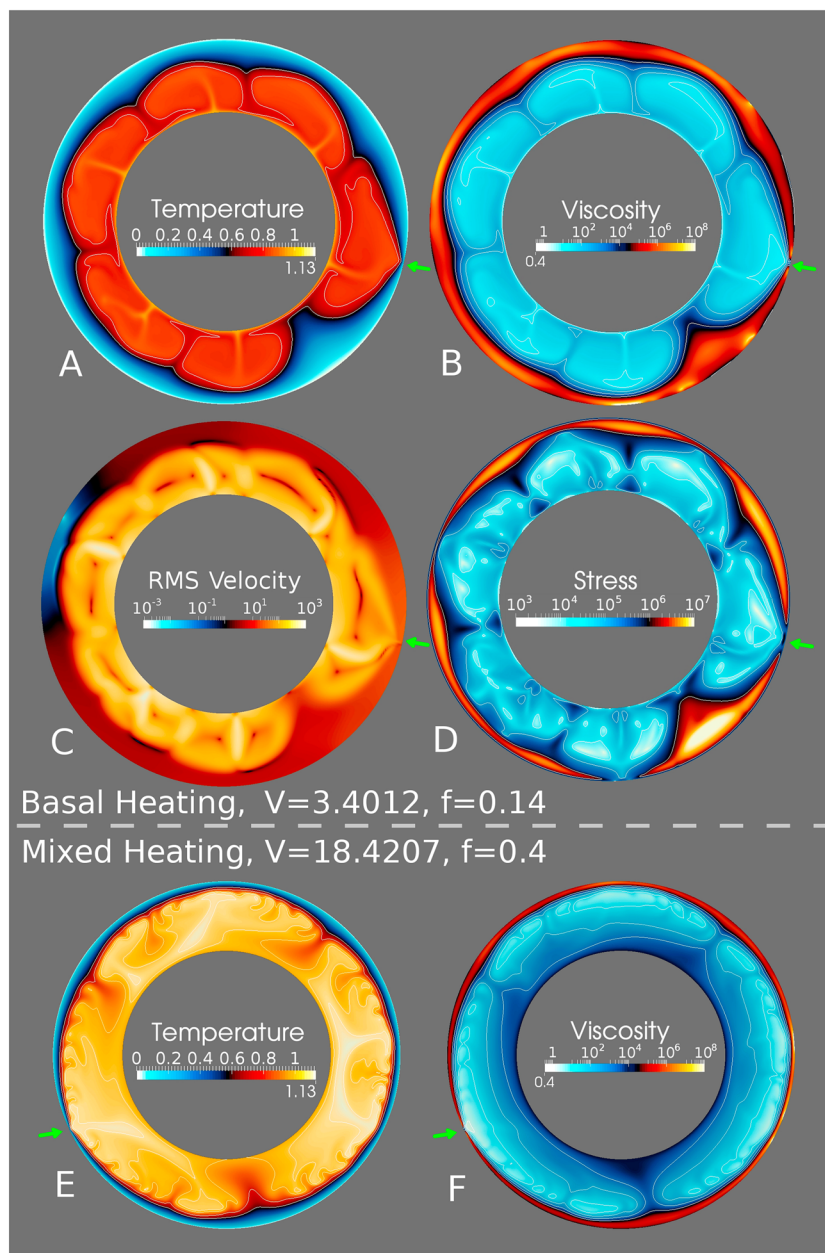 Temperature
0 0.2 0.4 0.6 0.8 1
1.13
A
Viscosity
1 10² 10⁴ 10⁶ 10⁸
0.4
B
RMS Velocity
10⁻³ 10⁻¹ 10¹ 10³
C
Stress
10³ 10⁴ 10⁵ 10⁶ 10⁷
D
Basal Heating, V=3.4012, f=0.14
Mixed Heating, V=18.4207, f=0.4
Temperature
0 0.2 0.4 0.6 0.8 1
1.13
E
Viscosity
1 10² 10⁴ 10⁶ 10⁸
0.4
F